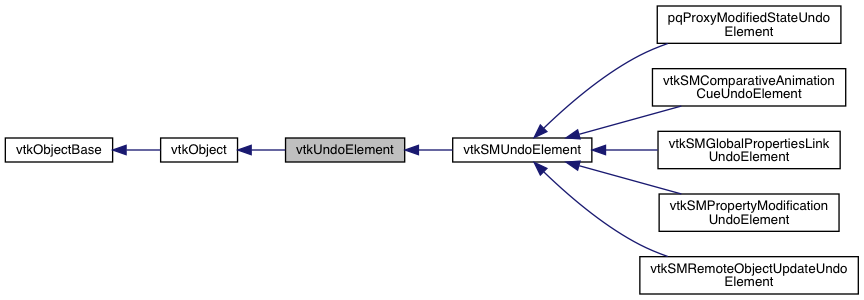 pqProxyModifiedStateUndo
Element
vtkSMComparativeAnimation
CueUndoElement
vtkObjectBase
vtkObject
vtkUndoElement
vtkSMUndoElement
vtkSMGlobalPropertiesLink
UndoElement
vtkSMPropertyModification
UndoElement
vtkSMRemoteObjectUpdateUndo
Element